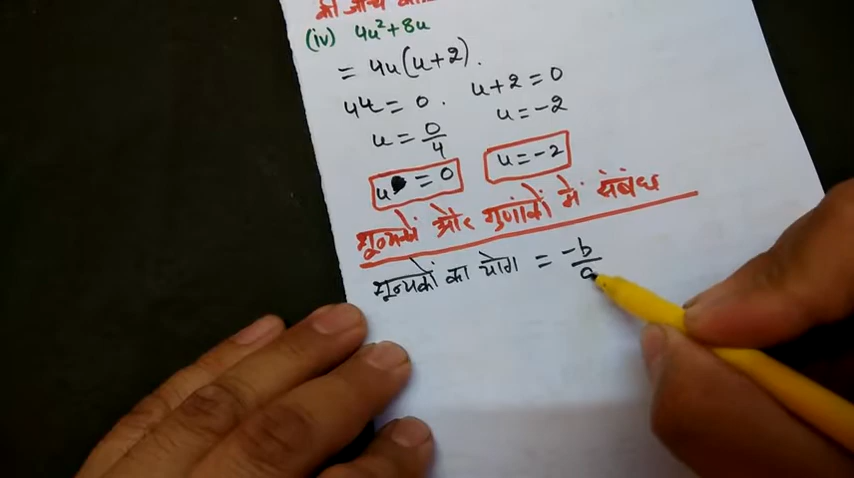 की जाँच
(iv) 4u²+8u
= 4u(u+2).
4u = 0. u+2=0
u = 0/4 u=-2
u = 0 u=-2
शून्यकों और गुणांकों में संबंध
शून्यकों का योग = -b/a